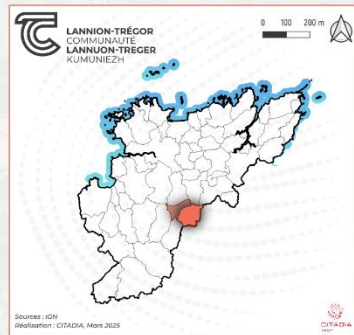 LANNION-TRÉGOR
COMMUNAUTÉ
LANNUON-TREGER
KUMUNIEZH
0 100 200 m
Sources : IGN
Réalisation : CITADIA, Mars 2025
CITADIA